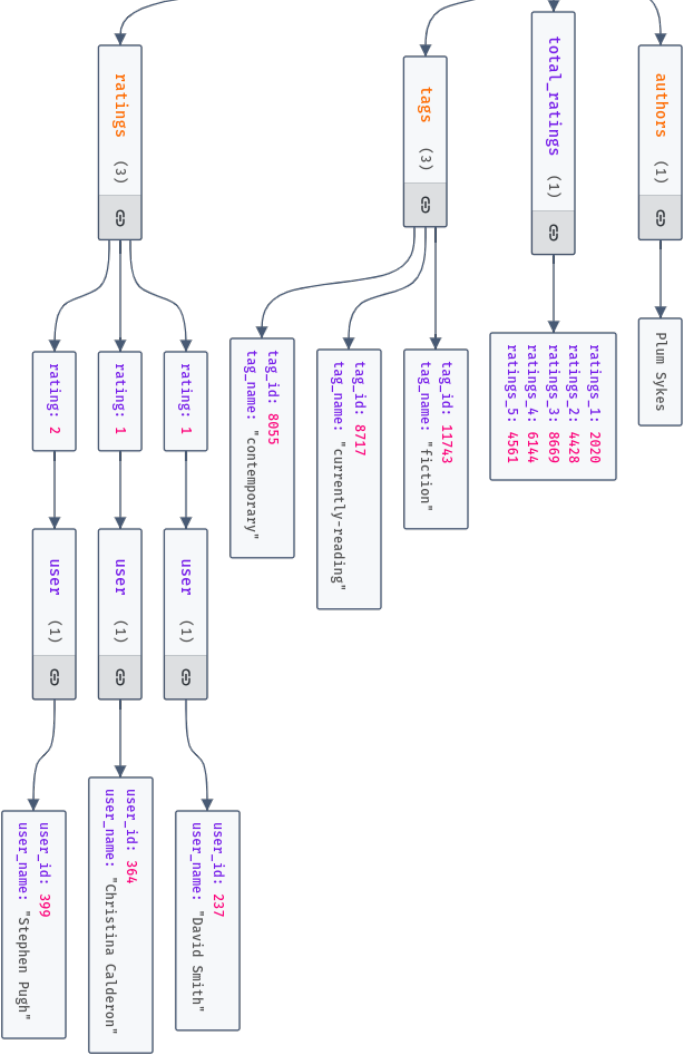 authors (1)
Plum Sykes
total_ratings (1)
ratings_1: 2020
ratings_2: 4428
ratings_3: 8669
ratings_4: 6144
ratings_5: 4561
tags (3)
tag_id: 11743
tag_name: "fiction"
tag_id: 8717
tag_name: "currently-reading"
tag_id: 8055
tag_name: "contemporary"
ratings (3)
rating: 1
user (1)
user_id: 237
user_name: "David Smith"
rating: 1
user (1)
user_id: 364
user_name: "Christina Calderon"
rating: 2
user (1)
user_id: 399
user_name: "Stephen Pugh"